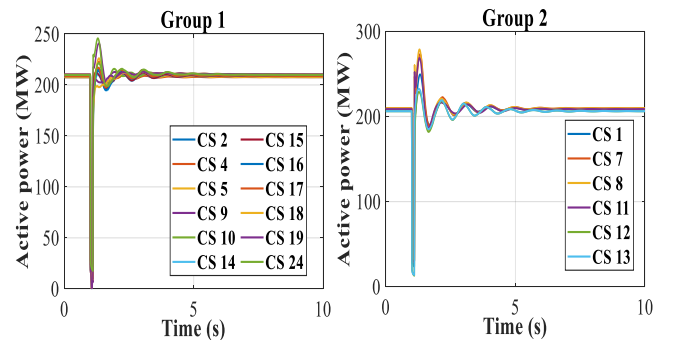 Group 1
Active power (MW)
250
200
150
100
50
0
CS 2 CS 15
CS 4 CS 16
CS 5 CS 17
CS 9 CS 18
CS 10 CS 19
CS 14 CS 24
0 5 10
Time (s)
Group 2
Active power (MW)
300
200
100
0
CS 1
CS 7
CS 8
CS 11
CS 12
CS 13
0 5 10
Time (s)